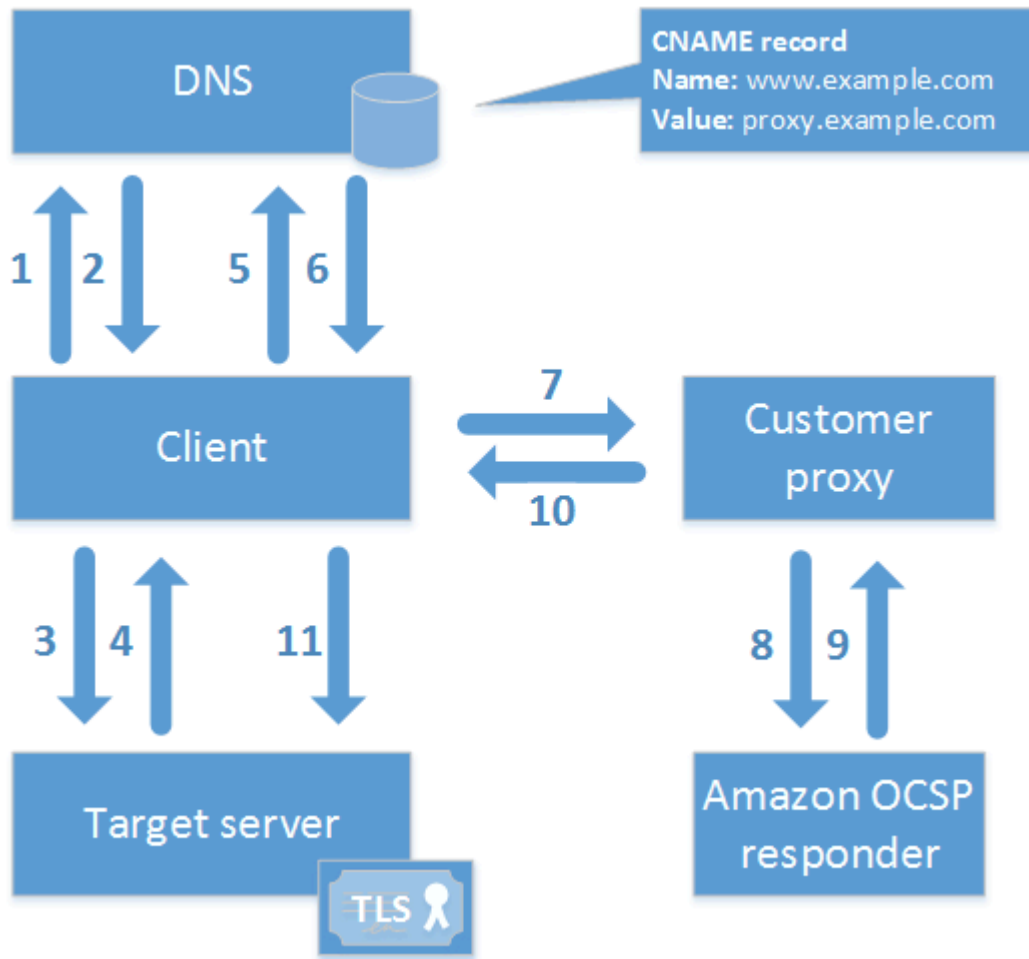 DNS
CNAME record
Name: www.example.com
Value: proxy.example.com
1
2
5
6
Client
7
10
Customer
proxy
3
4
11
8
9
Target server
TLS
Amazon OCSP
responder